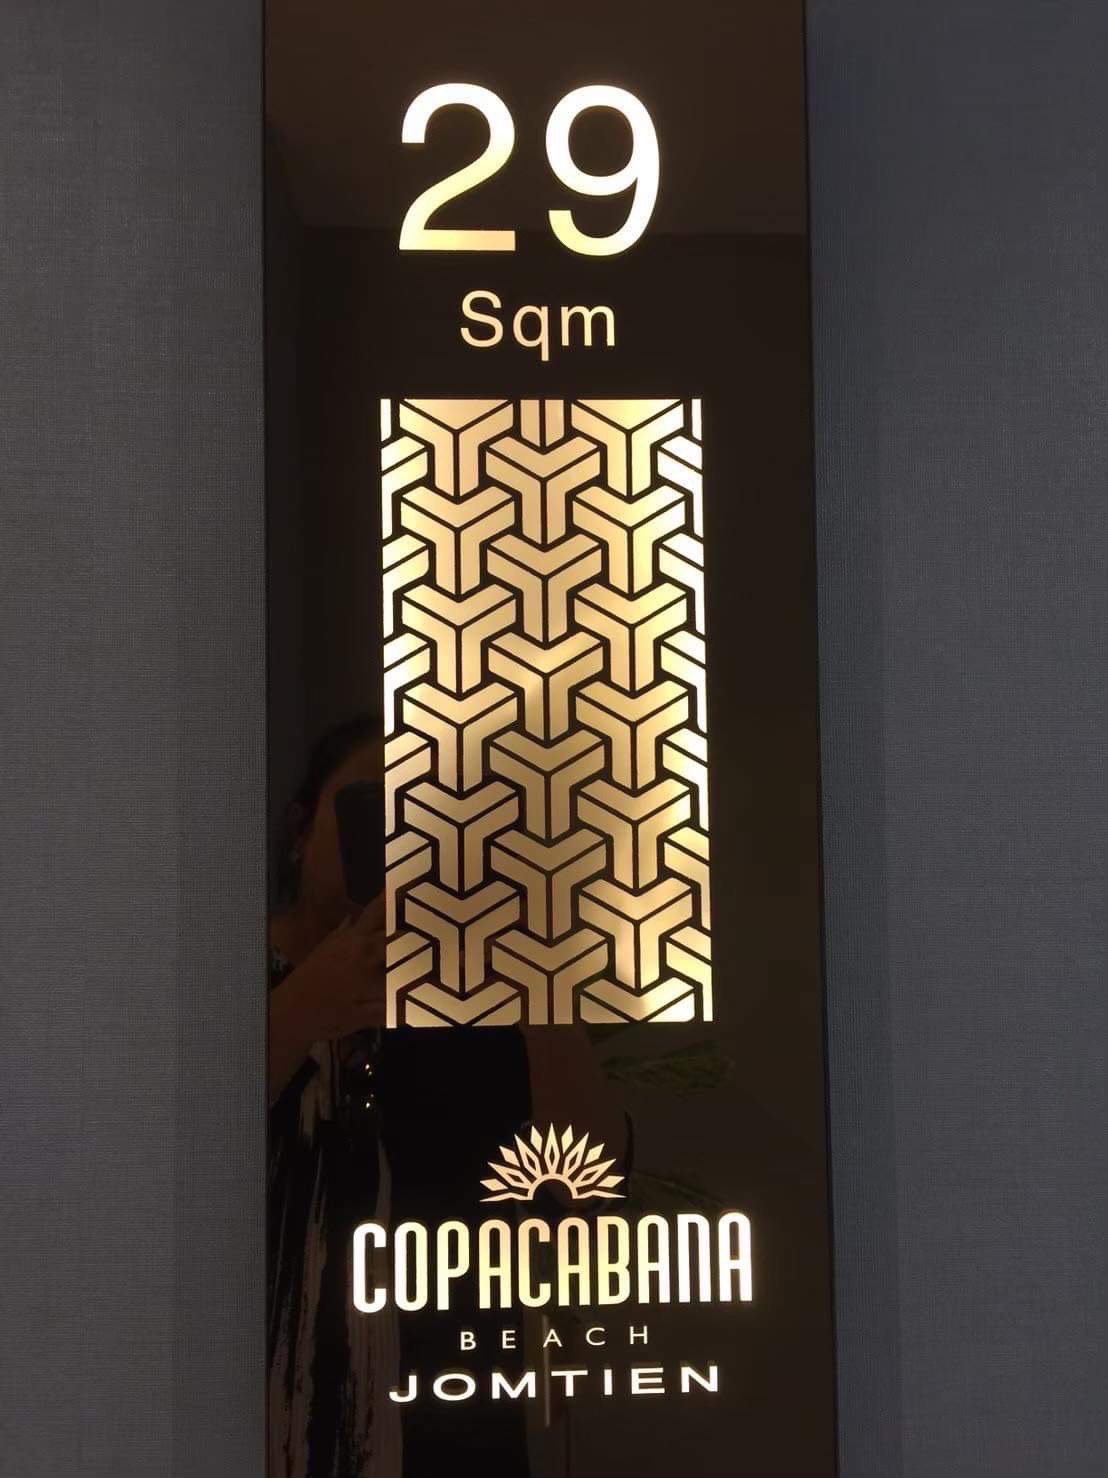 29
Sqm
COPACABANA
BEACH
JOMTIEN